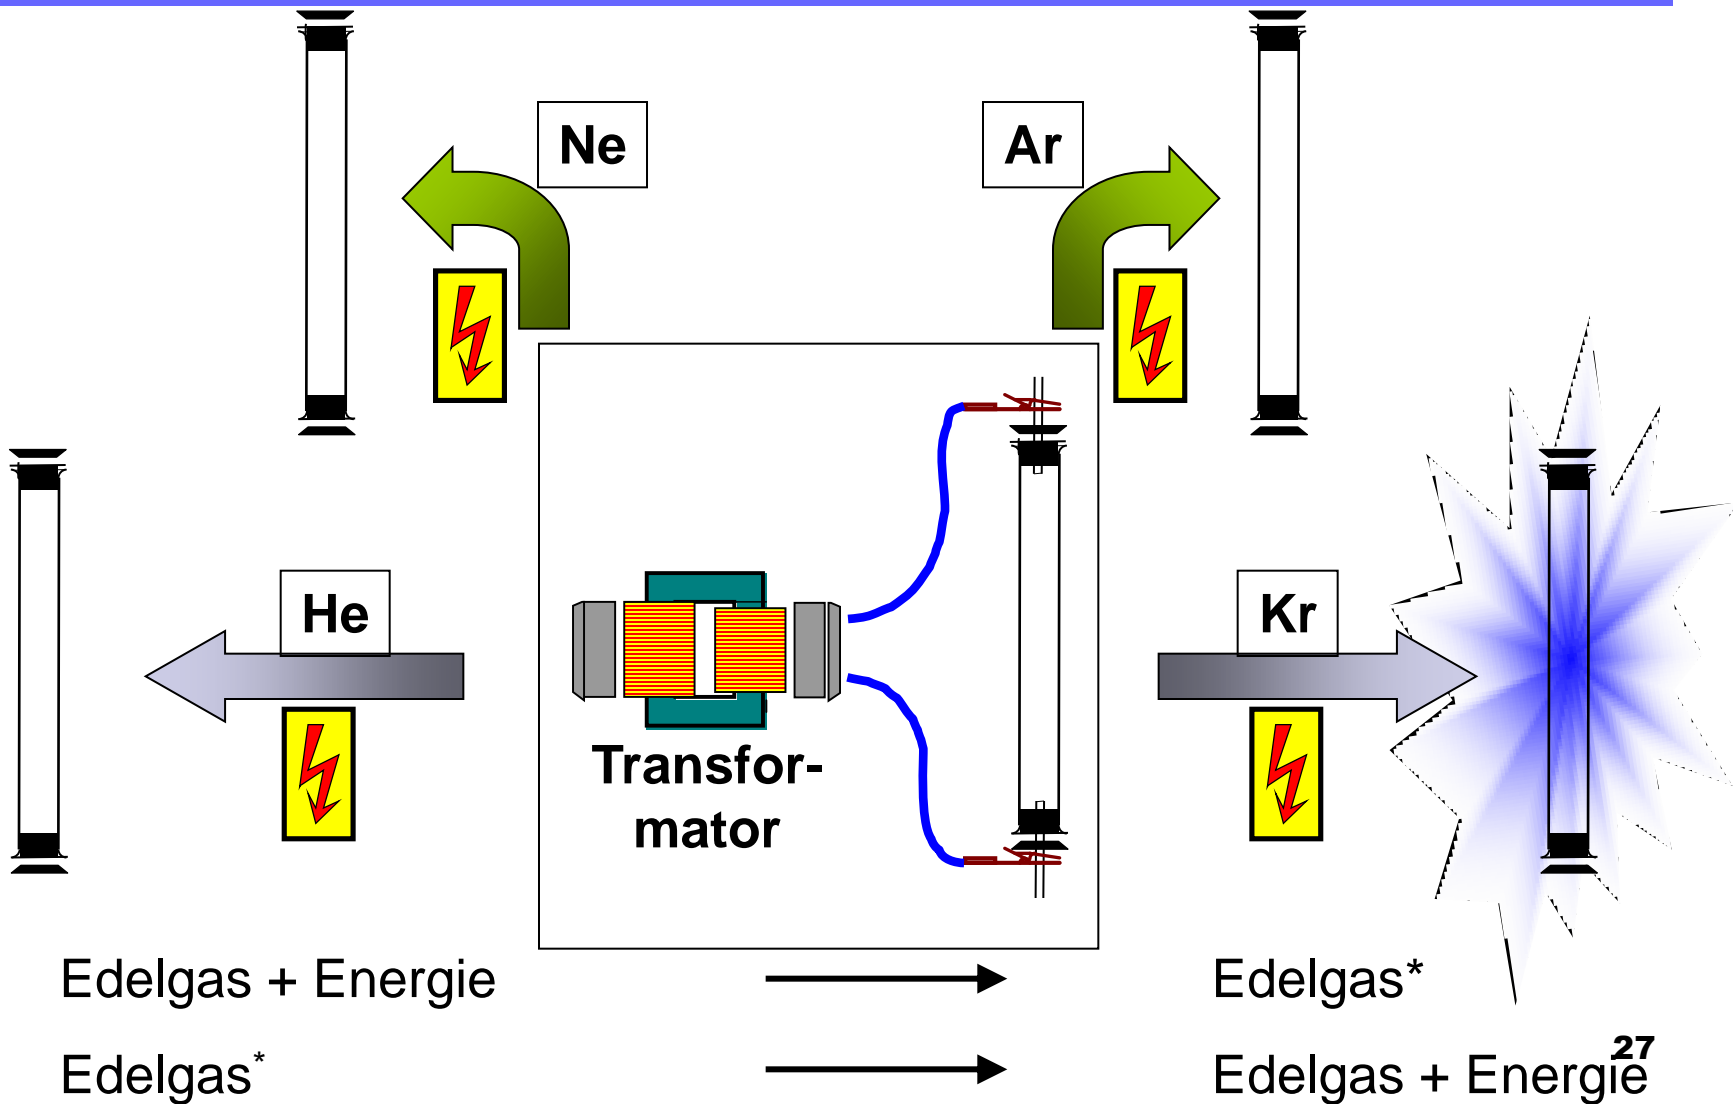 Ne
Ar
He
Kr
Transfor-
mator
Edelgas + Energie
Edelgas*
Edelgas*
Edelgas + Energie
27